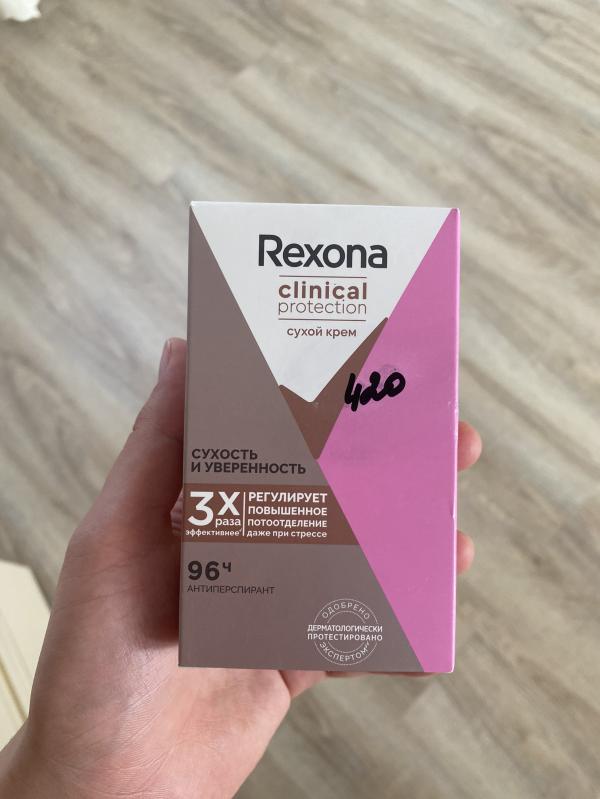 Rexona
clinical
protection
сухой крем
420
СУХОСТЬ
И УВЕРЕННОСТЬ
3X
раза
эффективнее*
РЕГУЛИРУЕТ
ПОВЫШЕННОЕ
ПОТООТДЕЛЕНИЕ
даже при стрессе
96ч
АНТИПЕРСПИРАНТ
ОДОБРЕНО
ДЕРМАТОЛОГИЧЕСКИ
ПРОТЕСТИРОВАНО
ЭКСПЕРТОМ**